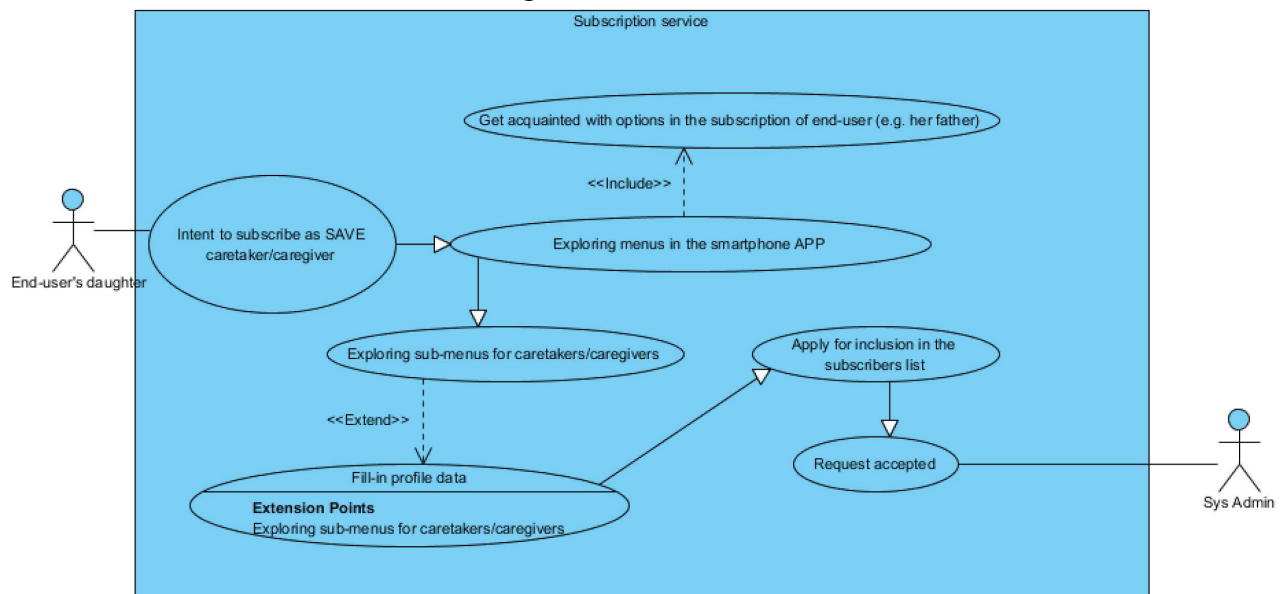 Subscription service
Get acquainted with options in the subscription of end-user (e.g. her father)
<<Include>>
Intent to subscribe as SAVE
caretaker/caregiver
Exploring menus in the smartphone APP
End-user's daughter
Exploring sub-menus for caretakers/caregivers
Apply for inclusion in the
subscribers list
<<Extend>>
Fill-in profile data
Extension Points
Exploring sub-menus for caretakers/caregivers
Request accepted
Sys Admin